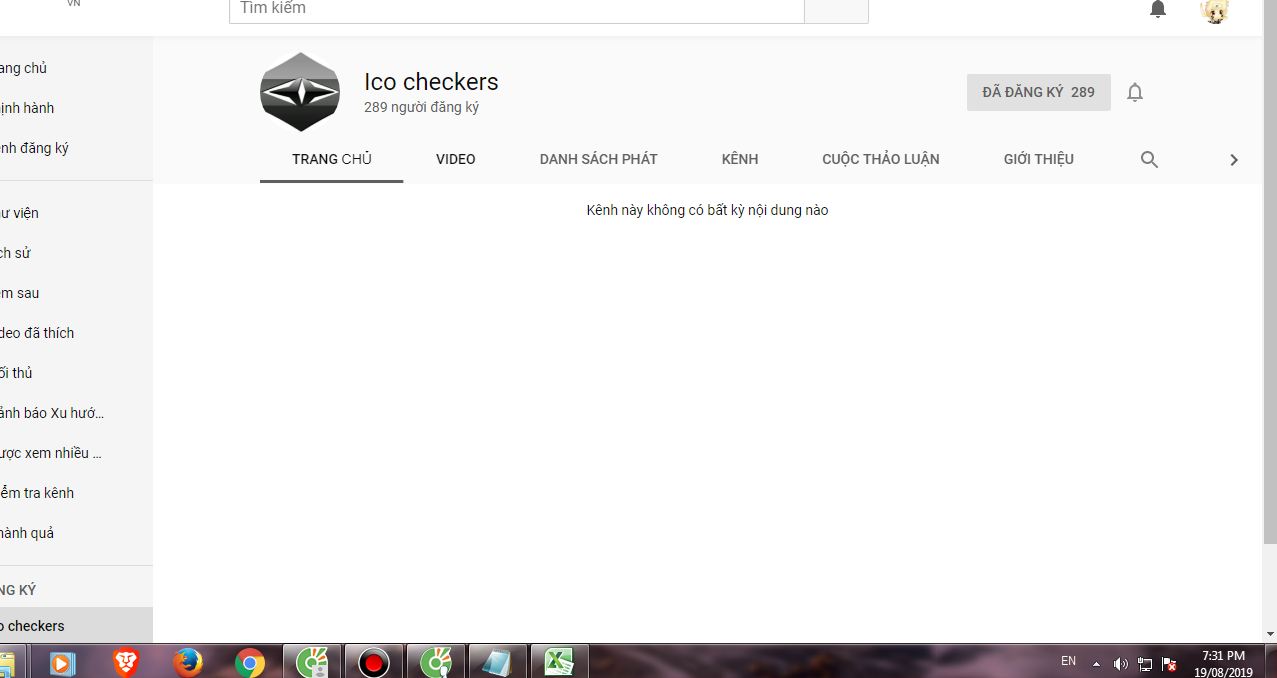 VN
Tìm kiếm
Ico checkers
289 người đăng ký
ĐÃ ĐĂNG KÝ 289
TRANG CHỦ
VIDEO
DANH SÁCH PHÁT
KÊNH
CUỘC THẢO LUẬN
GIỚI THIỆU
Kênh này không có bất kỳ nội dung nào
ang chủ
ịnh hành
nh đăng ký
ư viện
ch sử
em sau
deo đã thích
ối thủ
ảnh báo Xu hướ...
ược xem nhiều ...
iểm tra kênh
hành quả
NG KÝ
o checkers
EN
7:31 PM
19/08/2019